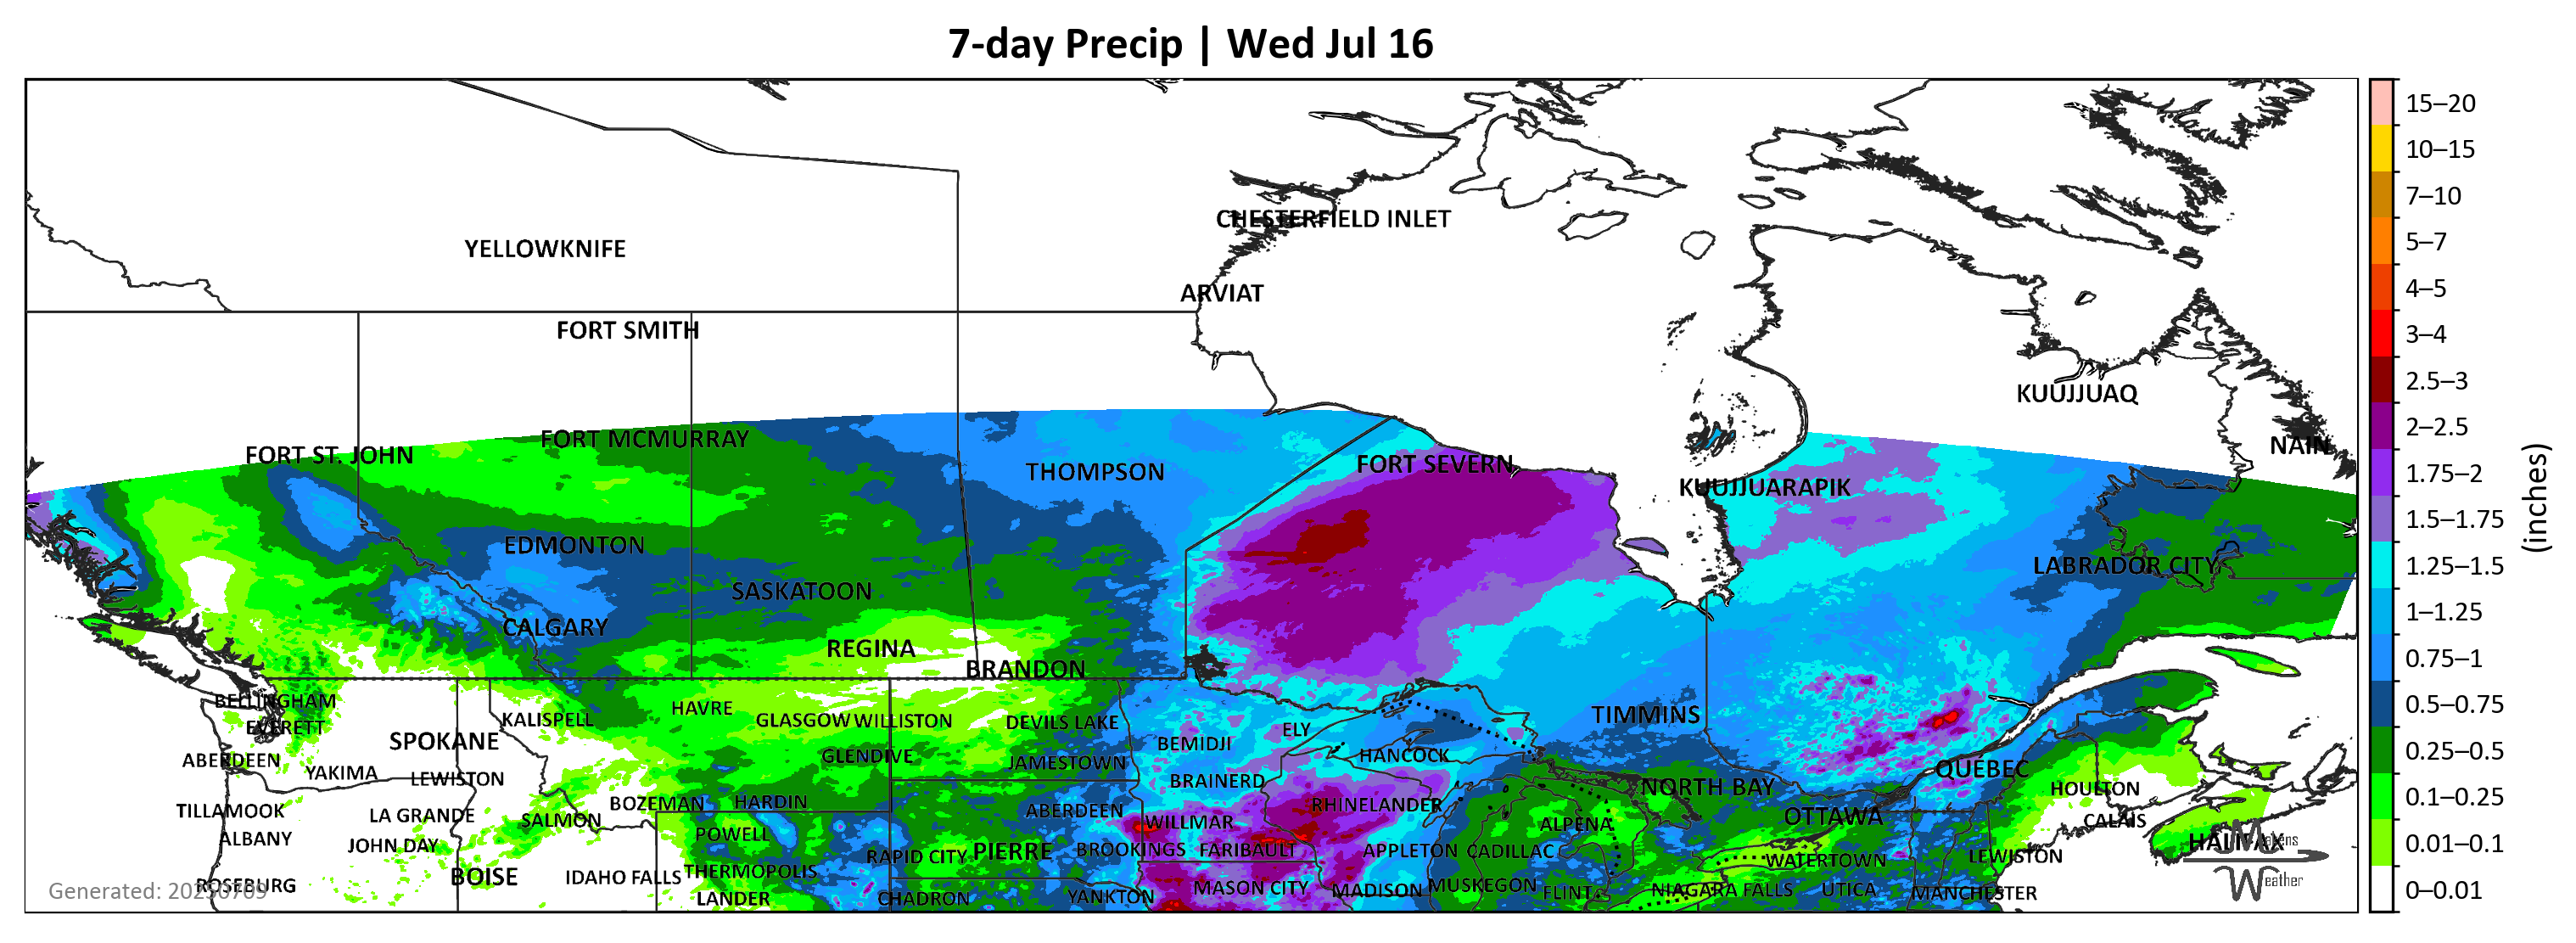 7-day Precip | Wed Jul 16
CHESTERFIELD INLET
YELLOWKNIFE
ARVIAT
FORT SMITH
KUUJJUAQ
FORT MCMURRAY
NAIN
FORT ST. JOHN
THOMPSON
FORT SEVERN
KUUJJUARAPIK
EDMONTON
LABRADOR CITY
SASKATOON
CALGARY
REGINA
BRANDON
BELLINGHAM
HAVRE
KALISPELL
GLASGOW
WILLISTON
DEVILS LAKE
TIMMINS
EVERETT
ELY
SPOKANE
BEMIDJI
ABERDEEN
GLENDIVE
JAMESTOWN
HANCOCK
QUÉBEC
YAKIMA
LEWISTON
BRAINERD
NORTH BAY
HOULTON
TILLAMOOK
LA GRANDE
BOZEMAN
HARDIN
ABERDEEN
RHINELANDER
OTTAWA
CALAIS
SALMON
WILLMAR
ALPENA
ALBANY
JOHN DAY
POWELL
HALIFAX
RAPID CITY
PIERRE
BROOKINGS
FARIBAULT
APPLETON
CADILLAC
WATERTOWN
LEWISTON
BOISE
IDAHO FALLS
THERMOPOLIS
ROSEBURG
MASON CITY
MADISON
MUSKEGON
FLINT
NIAGARA FALLS
UTICA
MANCHESTER
LANDER
CHADRON
YANKTON
Generated: 20250709
Weather
15–20
10–15
7–10
5–7
4–5
3–4
2.5–3
2–2.5
1.75–2
1.5–1.75
1.25–1.5
1–1.25
0.75–1
0.5–0.75
0.25–0.5
0.1–0.25
0.01–0.1
0–0.01
(inches)